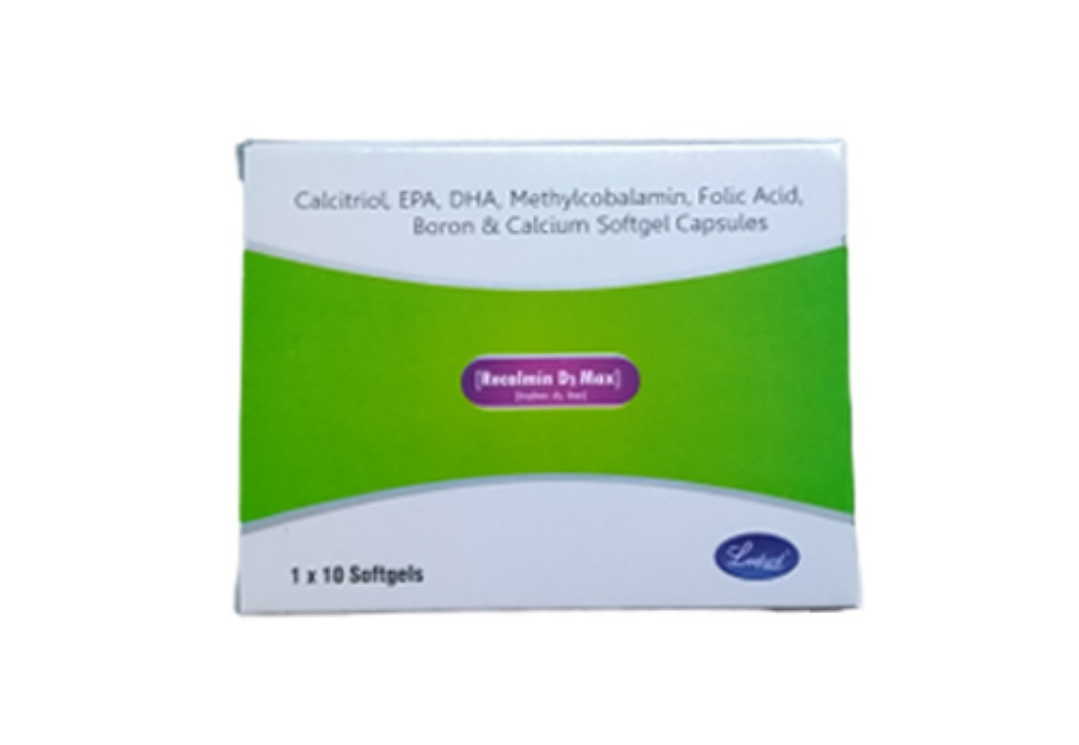 Calcitriol, EPA, DHA, Methylcobalamin, Folic Acid,
Boron & Calcium Softgel Capsules
[Recalmin D3 Max]
1 x 10 Softgels